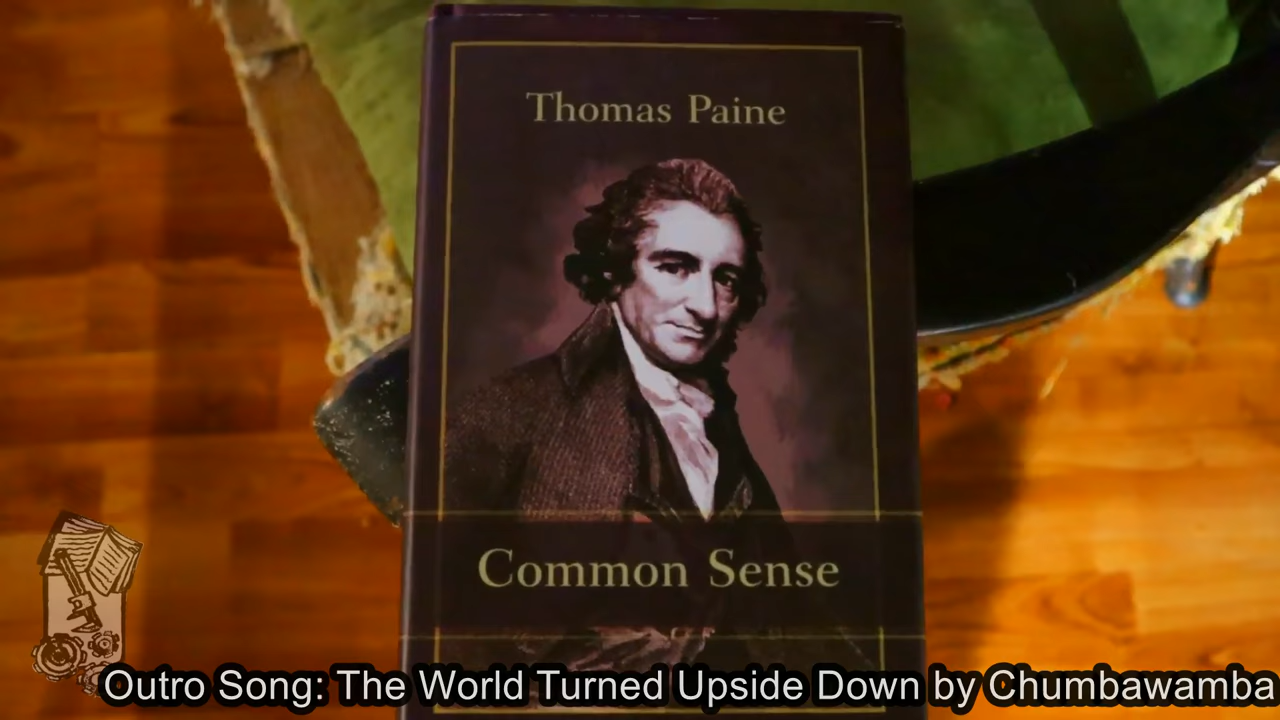 Thomas Paine
Common Sense
Outro Song: The World Turned Upside Down by Chumbawamba